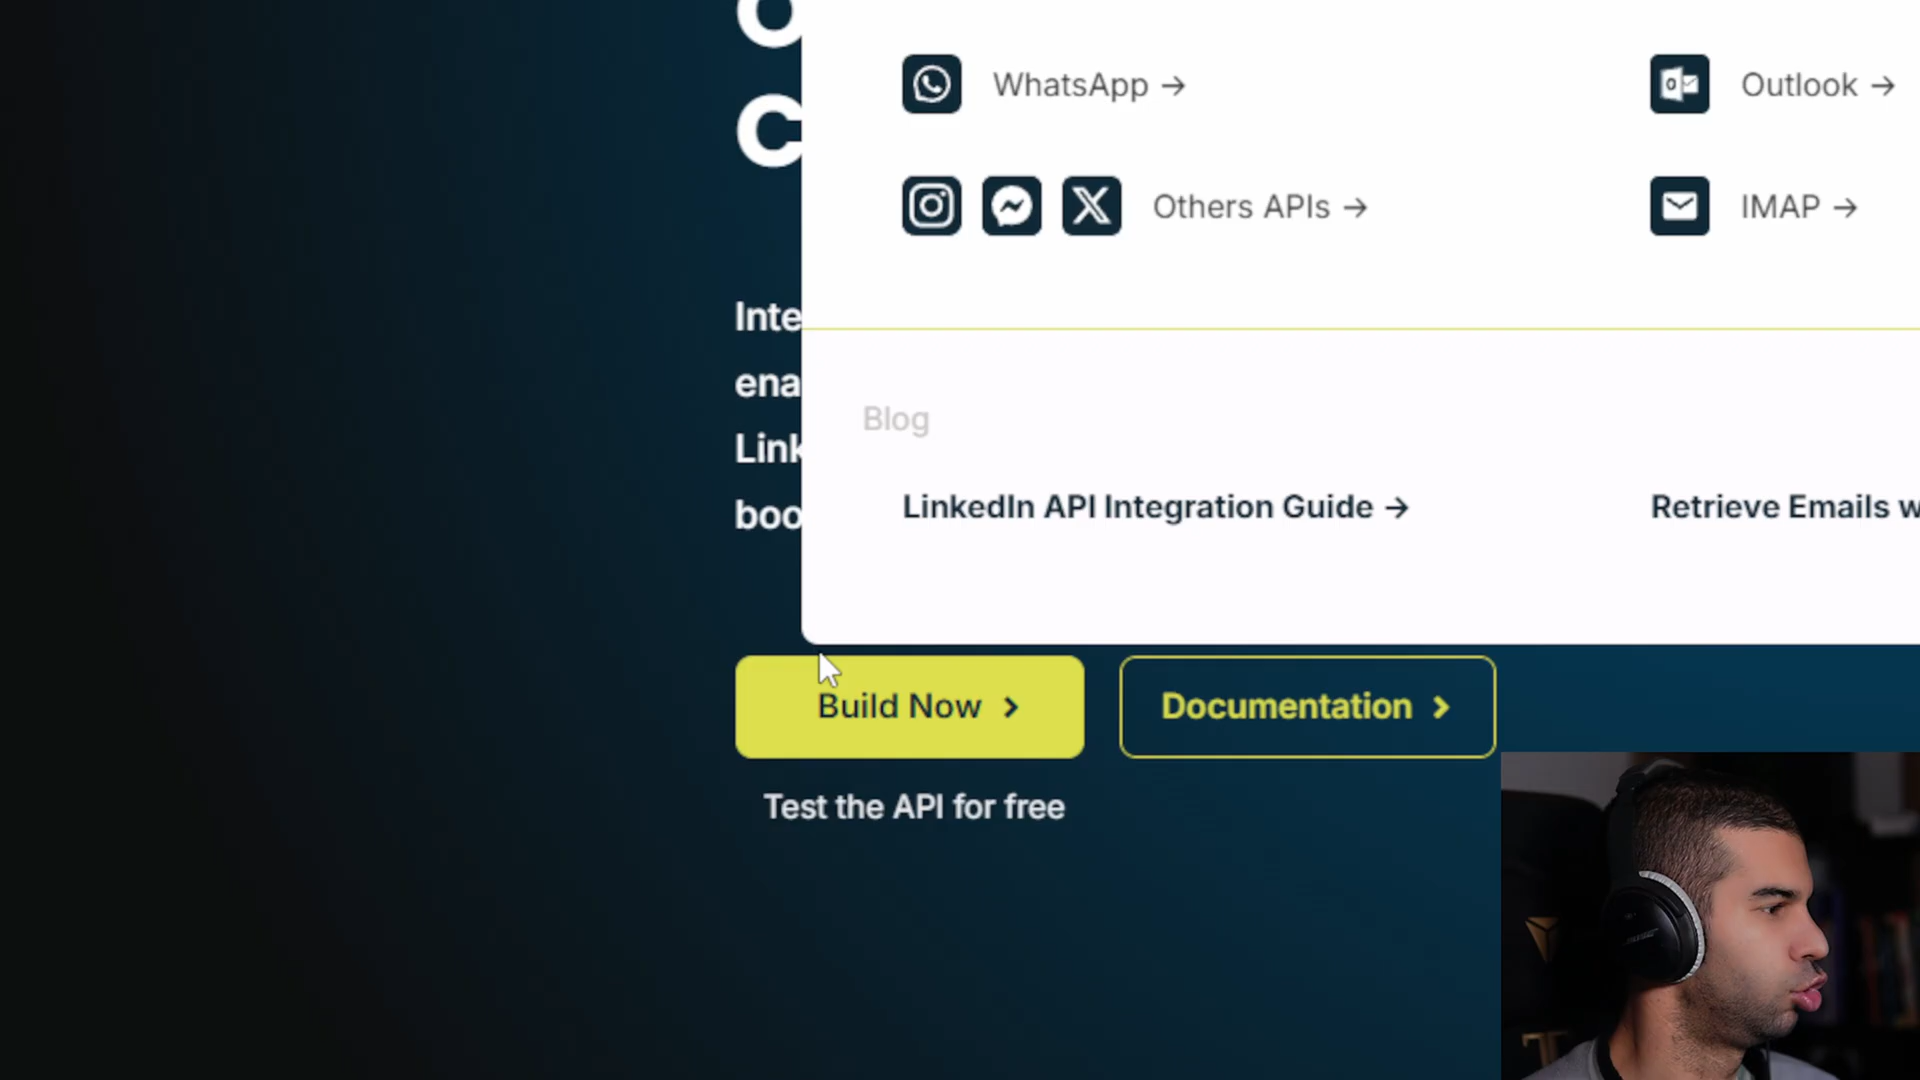 WhatsApp →
Outlook →
Others APIs →
IMAP →
Inte
ena
Link
boo
Blog
LinkedIn API Integration Guide →
Retrieve Emails w
Build Now >
Documentation >
Test the API for free